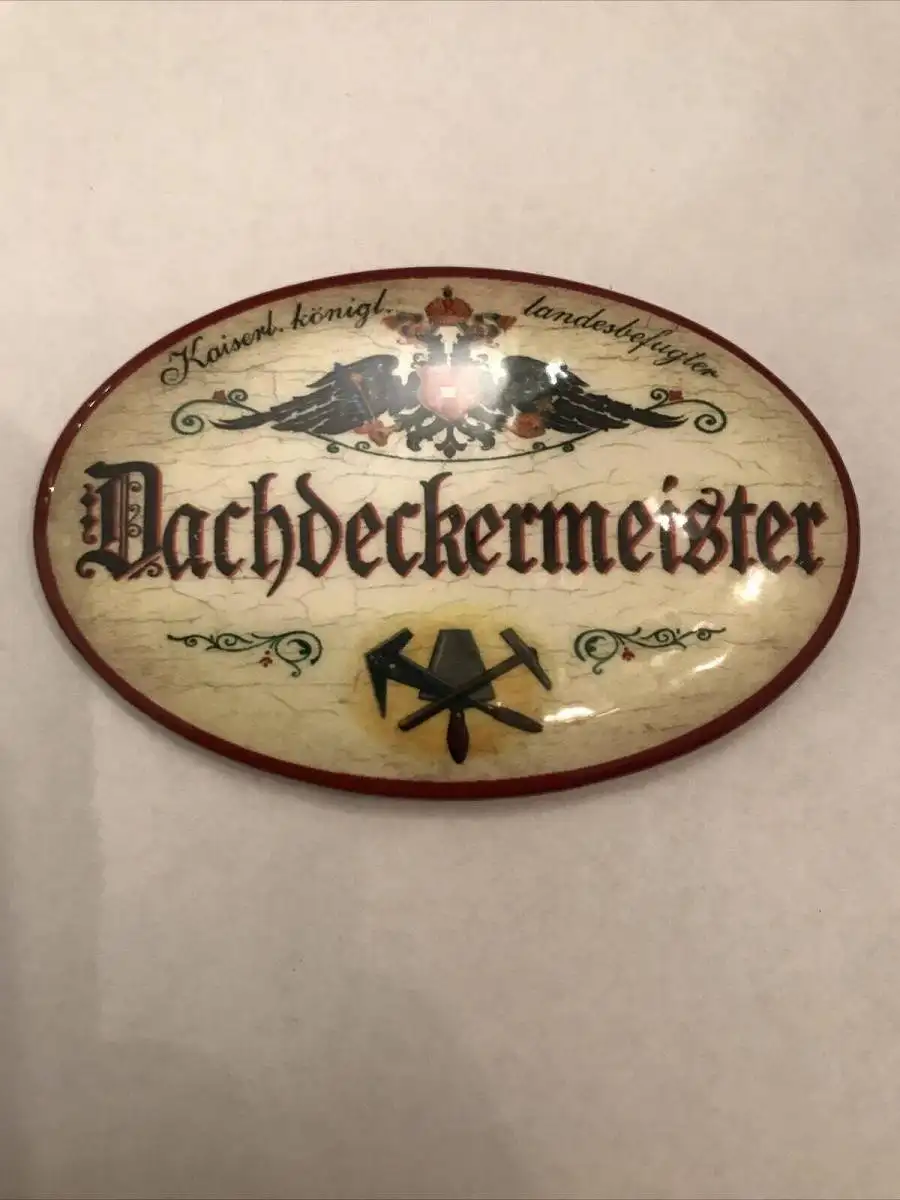 Kaiserl. königl. landesbefugter
Dachdeckermeister